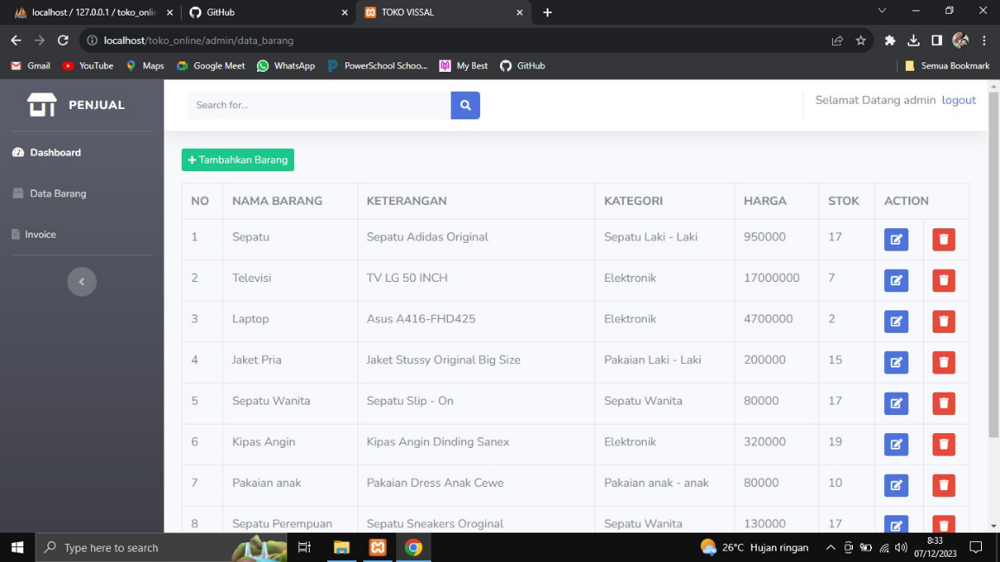 localhost / 127.0.0.1 / toko_onlin
GitHub
TOKO VISSAL
localhost/toko_online/admin/data_barang
Gmail YouTube Maps Google Meet WhatsApp PowerSchool Schoo... My Best GitHub Semua Bookmark
PENJUAL
Search for...
Selamat Datang admin logout
Dashboard
Data Barang
Invoice
Tambahkan Barang
NO NAMA BARANG KETERANGAN KATEGORI HARGA STOK ACTION
1 Sepatu Sepatu Adidas Original Sepatu Laki - Laki 950000 17
2 Televisi TV LG 50 INCH Elektronik 17000000 7
3 Laptop Asus A416-FHD425 Elektronik 4700000 2
4 Jaket Pria Jaket Stussy Original Big Size Pakaian Laki - Laki 200000 15
5 Sepatu Wanita Sepatu Slip - On Sepatu Wanita 80000 17
6 Kipas Angin Kipas Angin Dinding Sanex Elektronik 320000 19
7 Pakaian anak Pakaian Dress Anak Cewe Pakaian anak - anak 80000 10
8 Sepatu Perempuan Sepatu Sneakers Oroginal Sepatu Wanita 130000 17
Type here to search
26°C Hujan ringan
8:33
07/12/2023